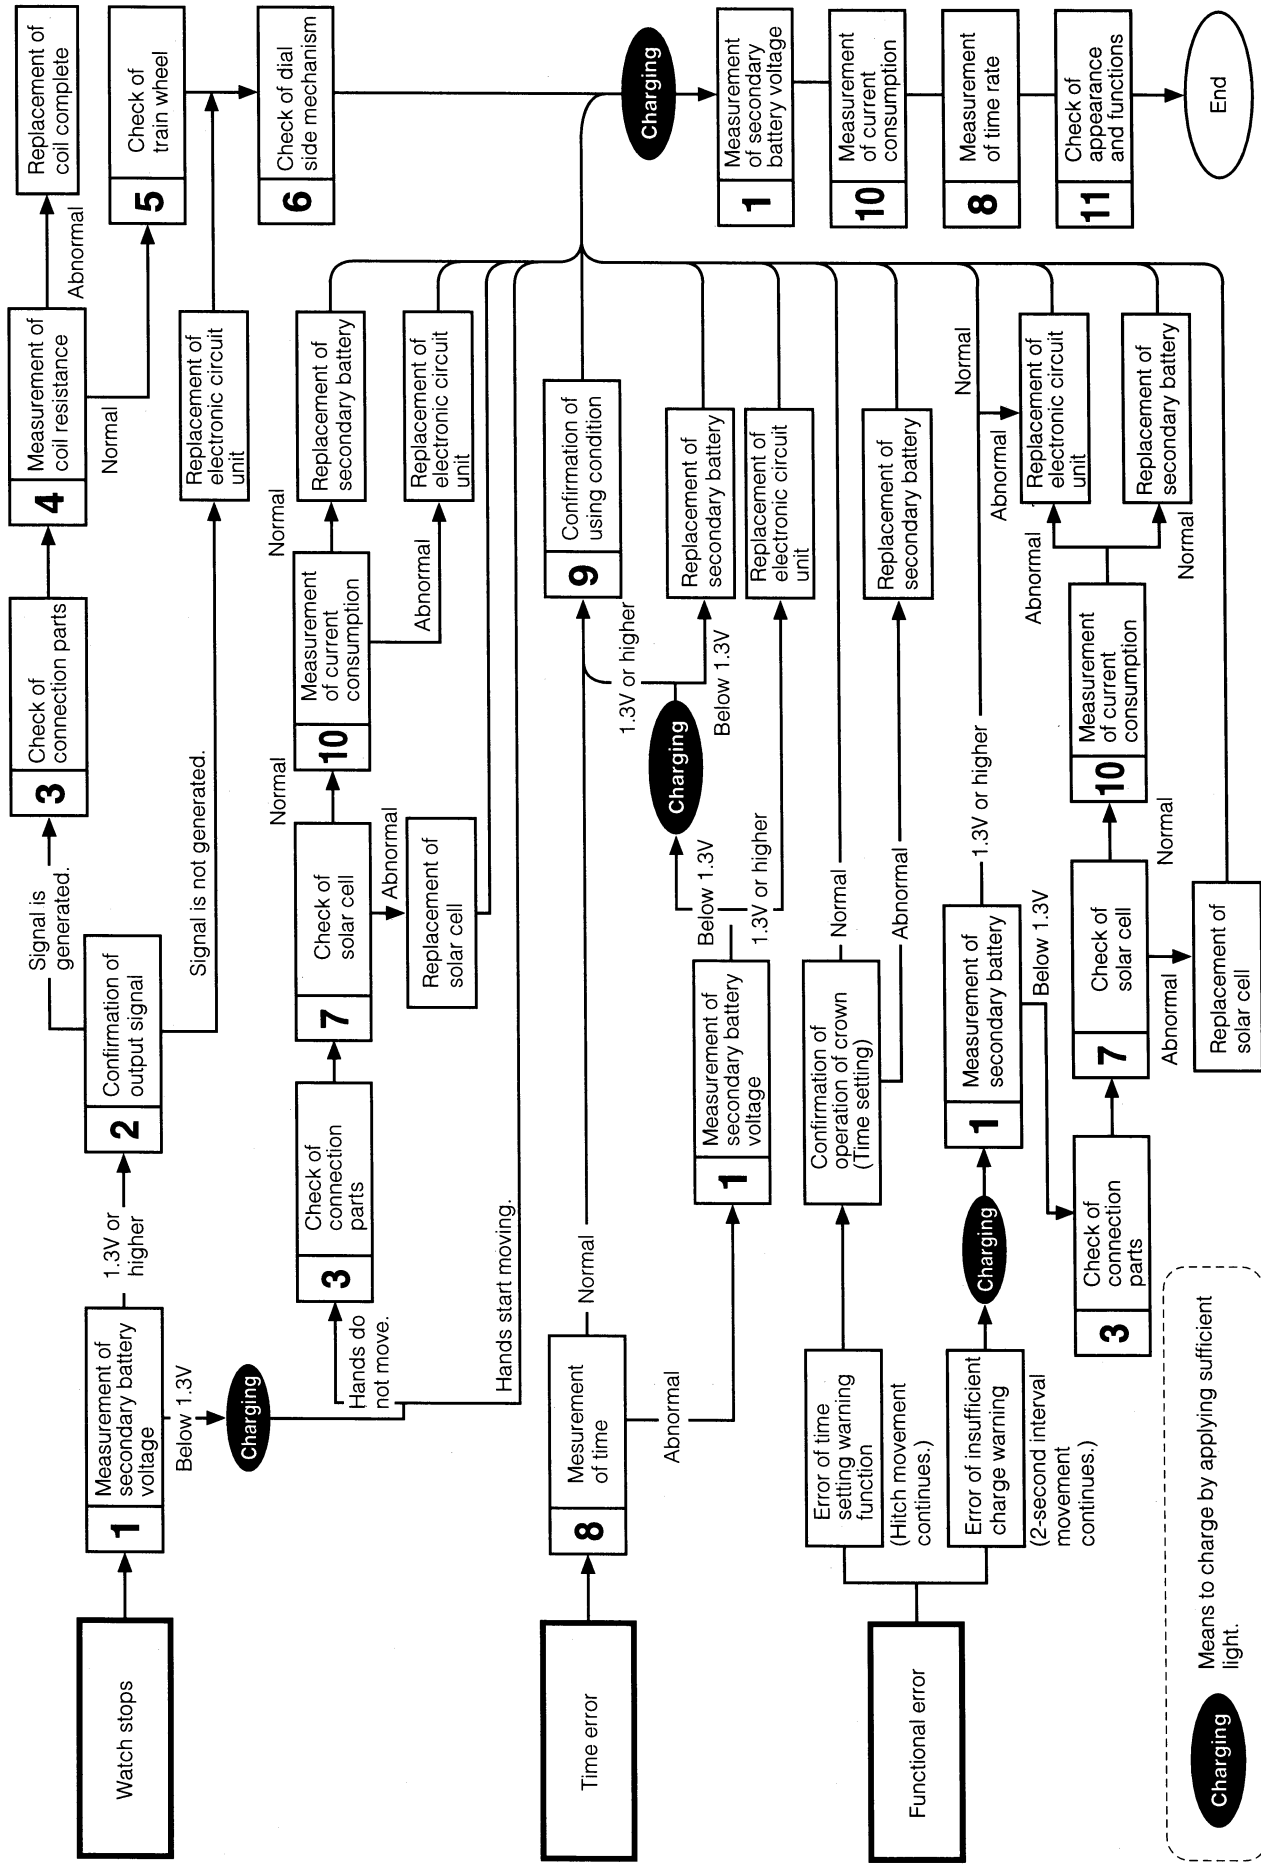 Watch stops
1
Measurement of
secondary battery
voltage
1.3V or
higher
Below 1.3V
Charging
2
Confirmation of
output signal
Signal is
generated.
Signal is not generated.
3
Check of
connection parts
4
Measurement of
coil resistance
Abnormal
Replacement of
coil complete
Normal
5
Check of
train wheel
Replacement of
electronic circuit
unit
6
Check of dial
side mechanism
Hands do
not move.
Hands start moving.
3
Check of
connection
parts
7
Check of
solar cell
Normal
Abnormal
Replacement of
solar cell
10
Measurement
of current
consumption
Normal
Replacement of
secondary battery
Abnormal
Replacement of
electronic circuit
unit
Time error
8
Mesurement
of time
Normal
Abnormal
9
Confirmation of
using condition
1
Measurement of
secondary battery
voltage
Below 1.3V
1.3V or higher
Charging
1.3V or higher
Below 1.3V
Replacement of
secondary battery
Replacement of
electronic circuit
unit
Functional error
Error of time
setting warning
function
(Hitch movement
continues.)
Confirmation of
operation of crown
(Time setting)
Normal
Abnormal
Replacement of
secondary battery
Error of insufficient
charge warning
(2-second interval
movement
continues.)
Charging
1
Measurement of
secondary battery
1.3V or higher
Below 1.3V
Normal
Abnormal
Replacement of
electronic circuit
unit
3
Check of
connection
parts
7
Check of
solar cell
Normal
Abnormal
Replacement of
solar cell
10
Measurement
of current
consumption
Abnormal
Normal
Replacement of
secondary battery
Charging
1
Measurement
of secondary
battery voltage
10
Measurement
of current
consumption
8
Measurement
of time rate
11
Check of
appearance
and functions
End
Charging
Means to charge by applying sufficient
light.